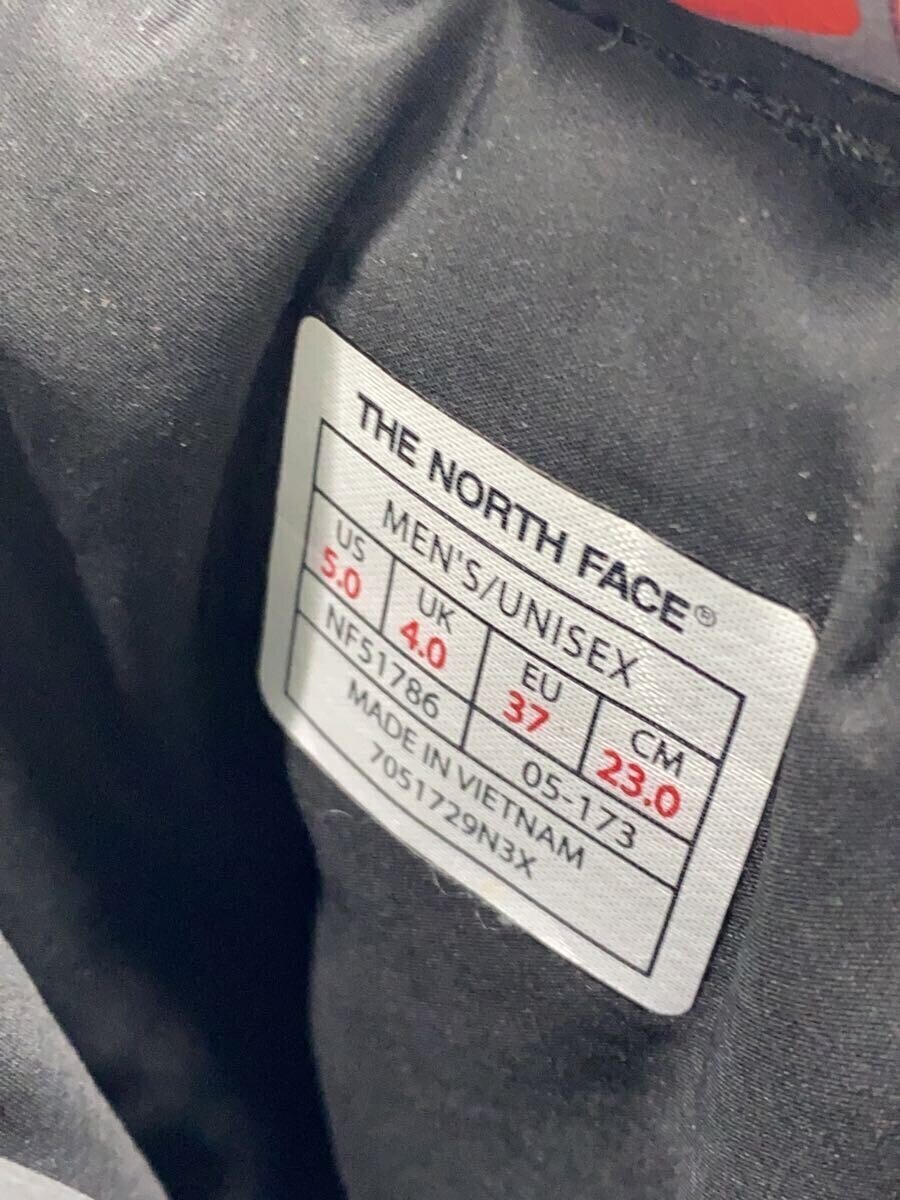 THE NORTH FACE®
MEN'S/UNISEX
US UK EU CM
5.0 4.0 37 23.0
NF51786 05-173
MADE IN VIETNAM
7051729N3X